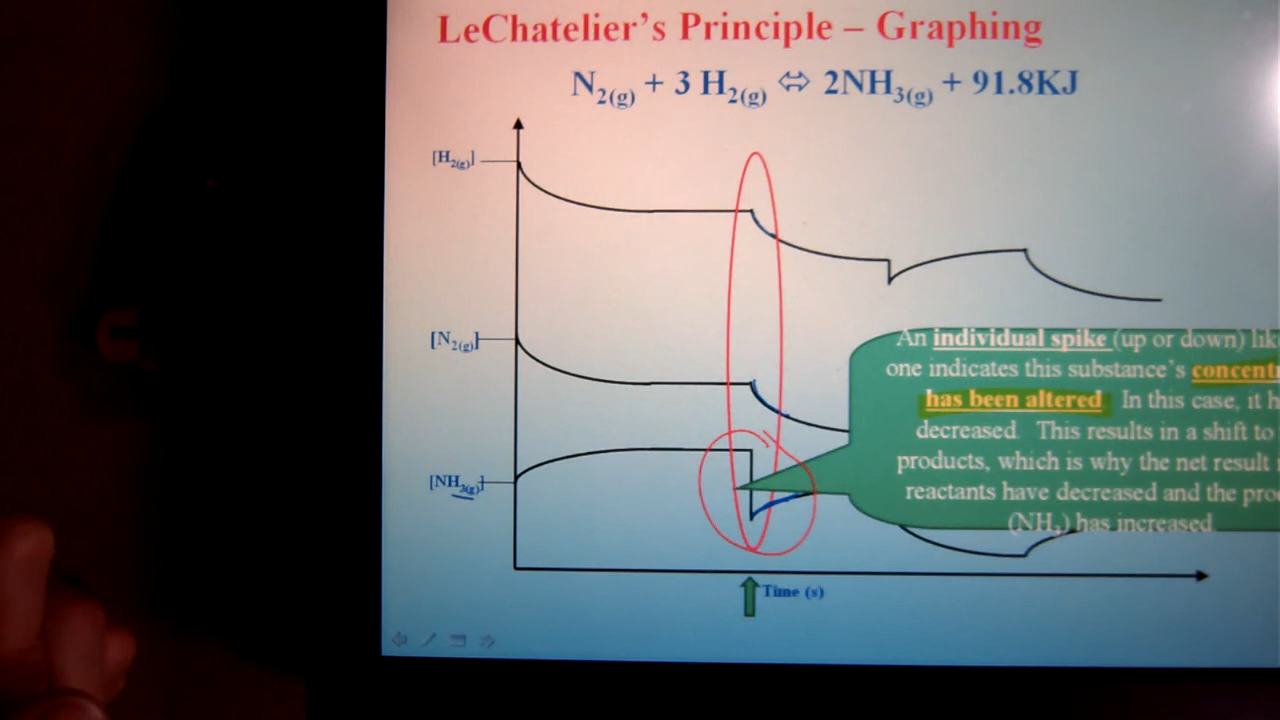 LeChatelier's Principle – Graphing
N2(g) + 3 H2(g) ⇔ 2NH3(g) + 91.8KJ
[H2(g)]
[N2(g)]
[NH3(g)]
An individual spike (up or down)
one indicates this substance's
has been altered. In this case, it
decreased. This results in a shift to
products, which is why the net result
reactants have decreased and the
(NH3) has increased
Time (s)